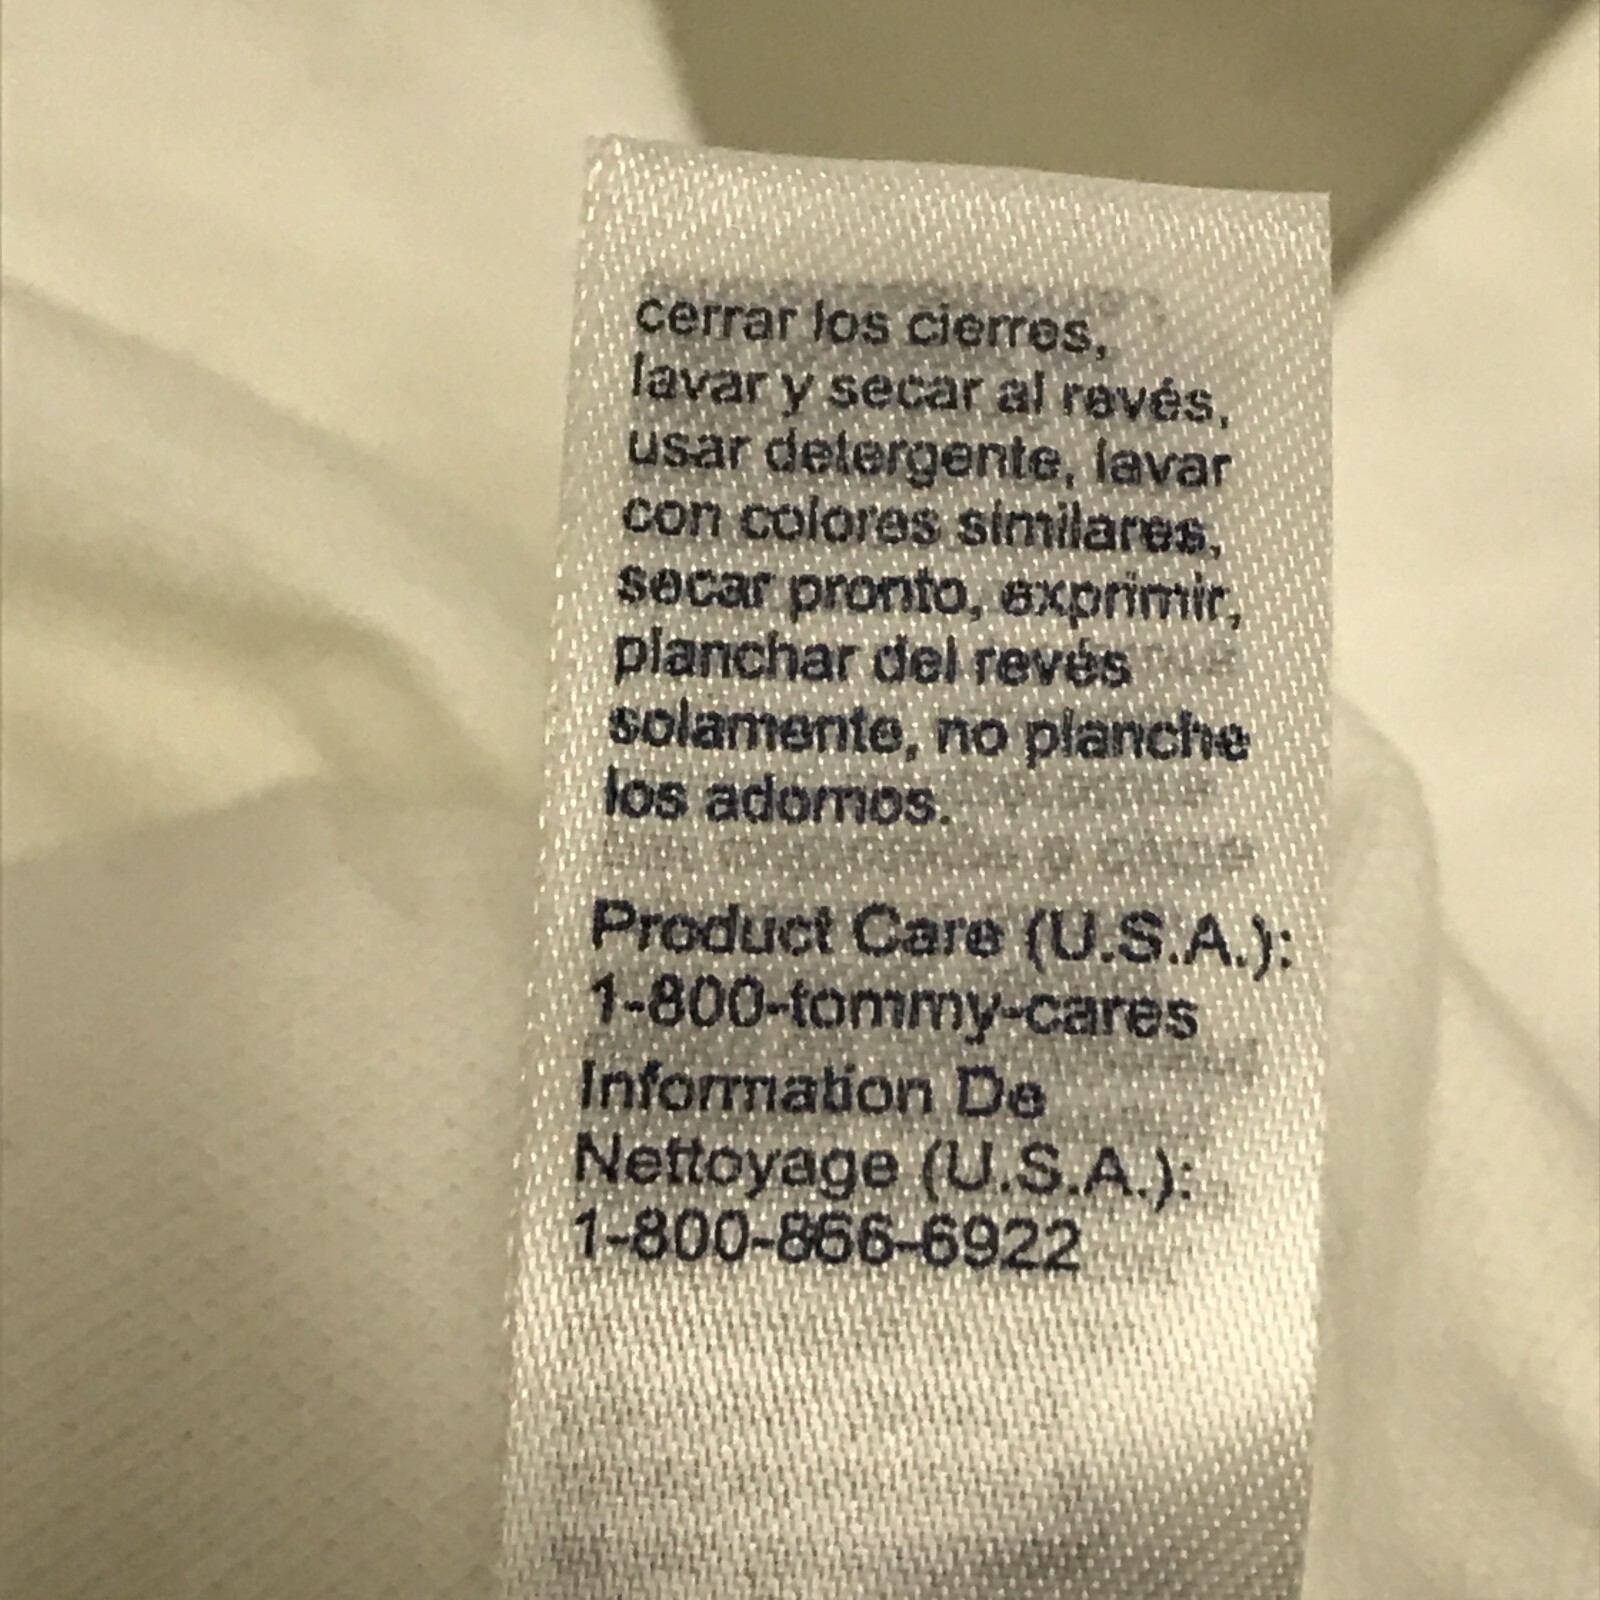 cerrar los cierres,
lavar y secar al revés,
usar detergente, lavar
con colores similares,
secar pronto, exprimir,
planchar del revés
solamente, no planche
los adornos.
Product Care (U.S.A.):
1-800-tommy-cares
Information De
Nettoyage (U.S.A.):
1-800-866-6922